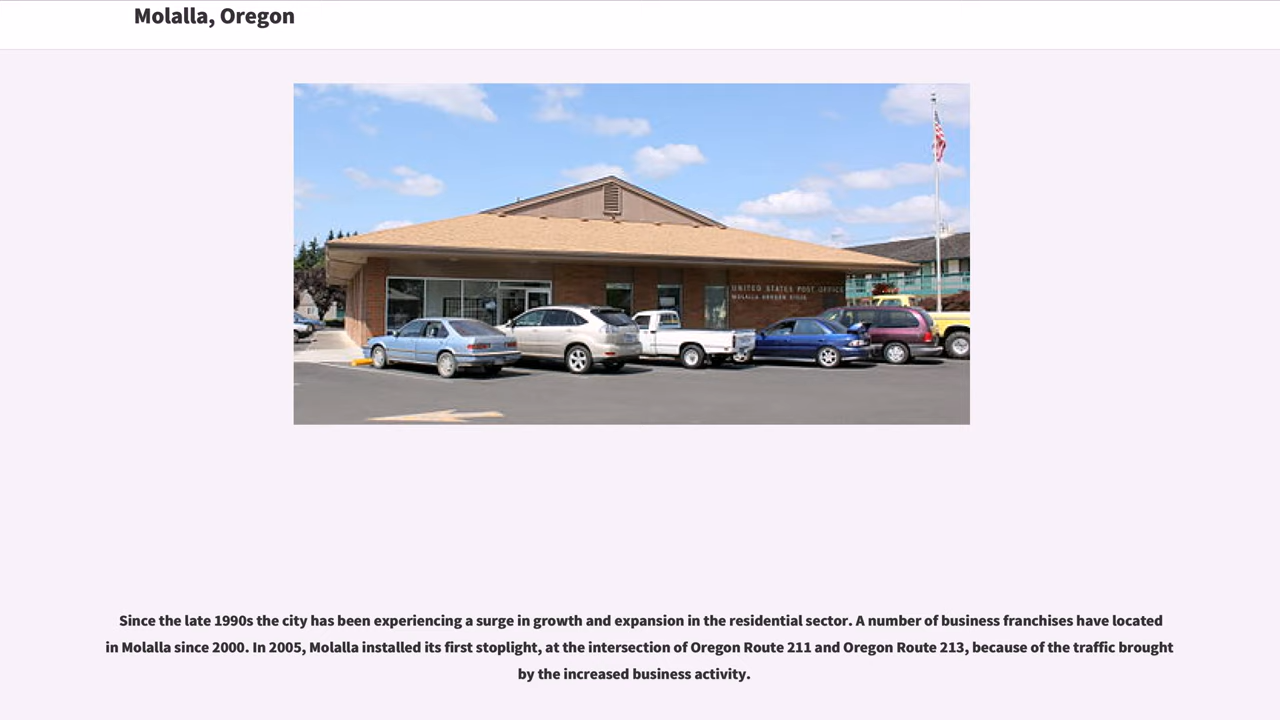 Molalla, Oregon
UNITED STATES POST OFFICE
MOLALLA OREGON
Since the late 1990s the city has been experiencing a surge in growth and expansion in the residential sector. A number of business franchises have located
in Molalla since 2000. In 2005, Molalla installed its first stoplight, at the intersection of Oregon Route 211 and Oregon Route 213, because of the traffic brought
by the increased business activity.